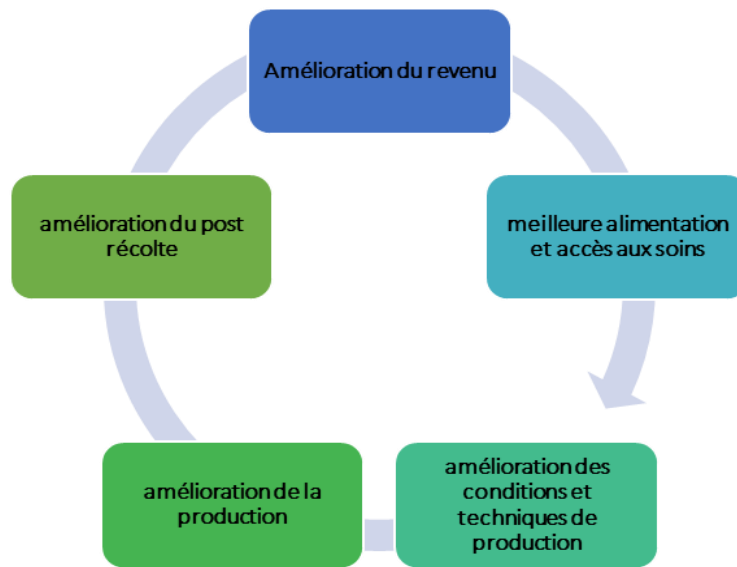 Amélioration du revenu
meilleure alimentation
et accès aux soins
amélioration des
conditions et
techniques de
production
amélioration de la
production
amélioration du post
récolte